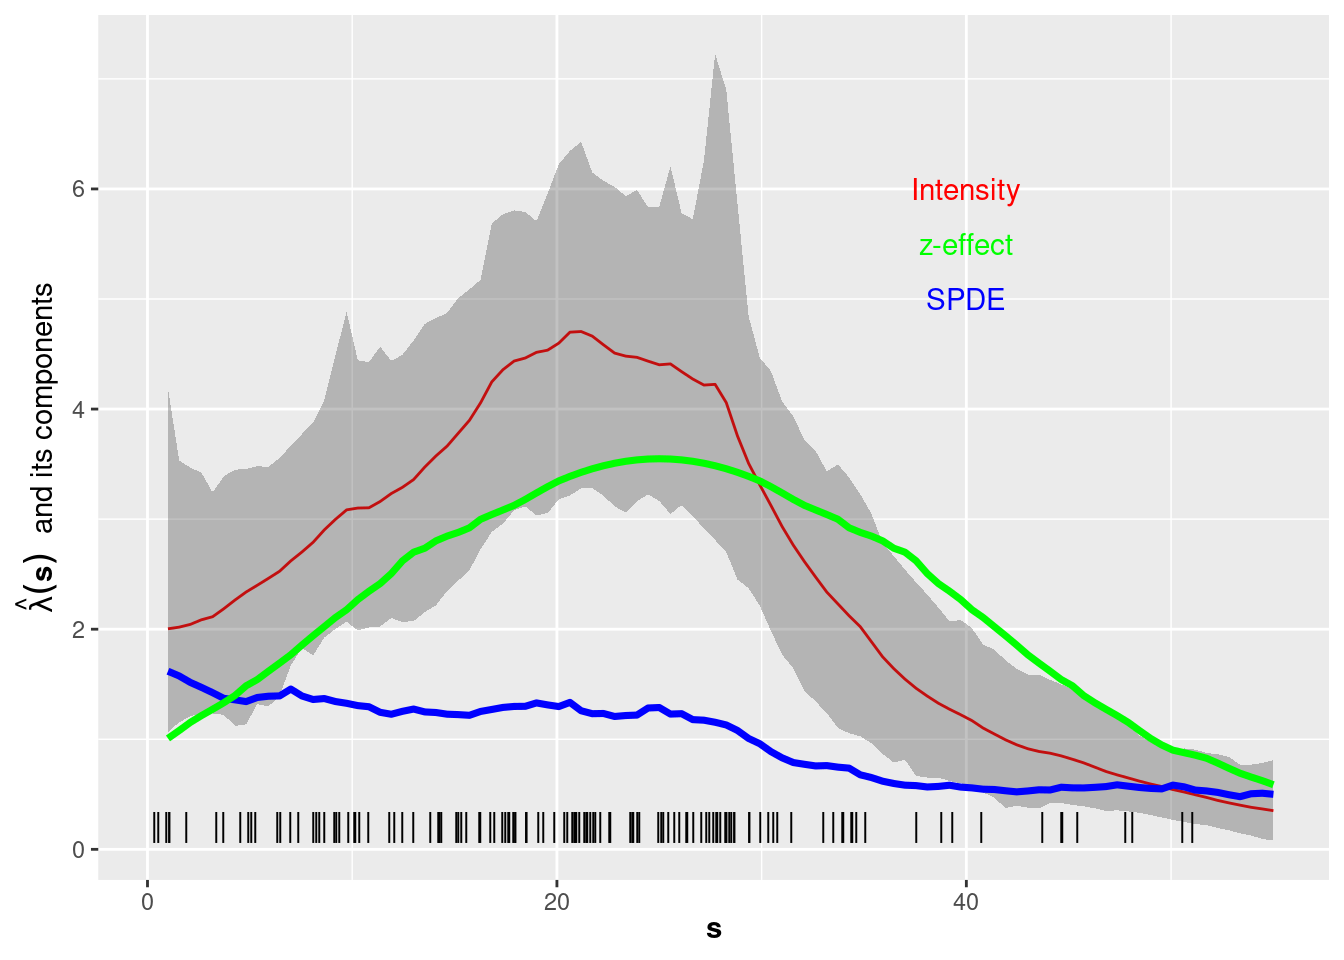 Intensity
z-effect
SPDE
6
4
2
0
0 20 40
s
λ̂(s) and its components